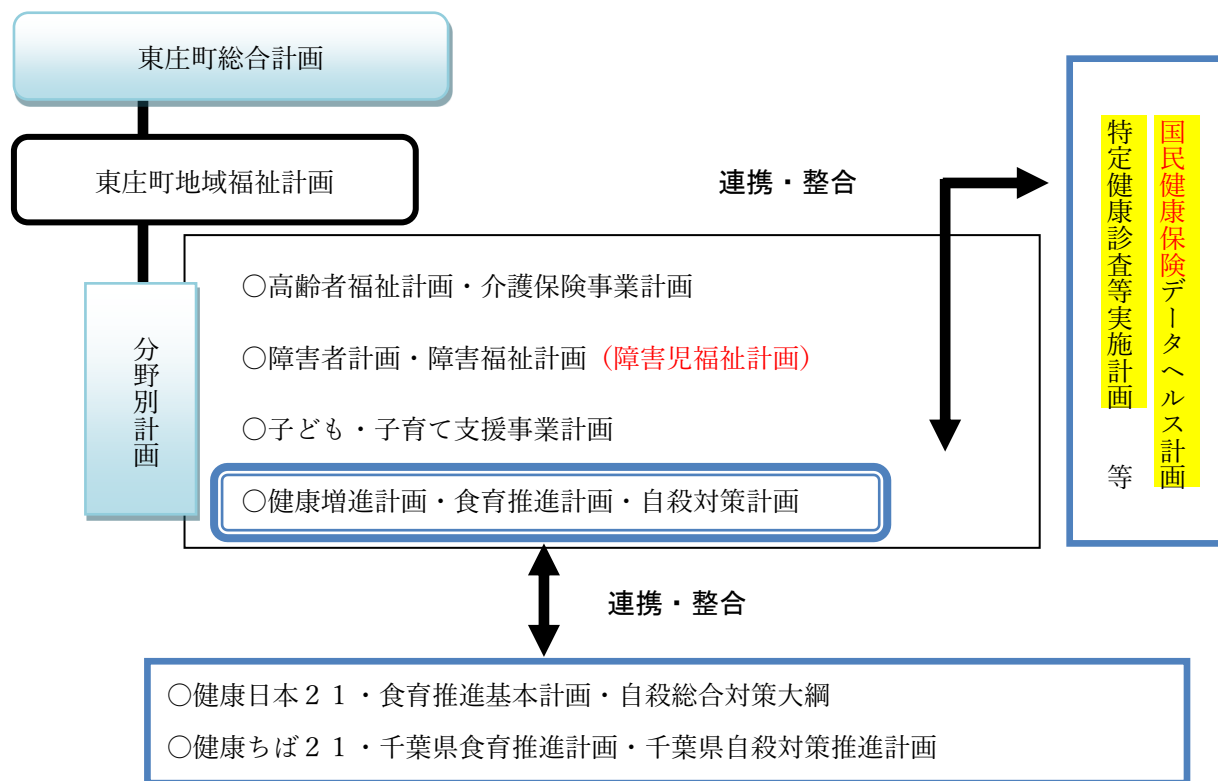 東庄町総合計画
東庄町地域福祉計画
連携・整合
国民健康保険データヘルス計画
特定健康診査等実施計画 等
分野別計画
○高齢者福祉計画・介護保険事業計画
○障害者計画・障害福祉計画（障害児福祉計画）
○子ども・子育て支援事業計画
○健康増進計画・食育推進計画・自殺対策計画
連携・整合
○健康日本２１・食育推進基本計画・自殺総合対策大綱
○健康ちば２１・千葉県食育推進計画・千葉県自殺対策推進計画